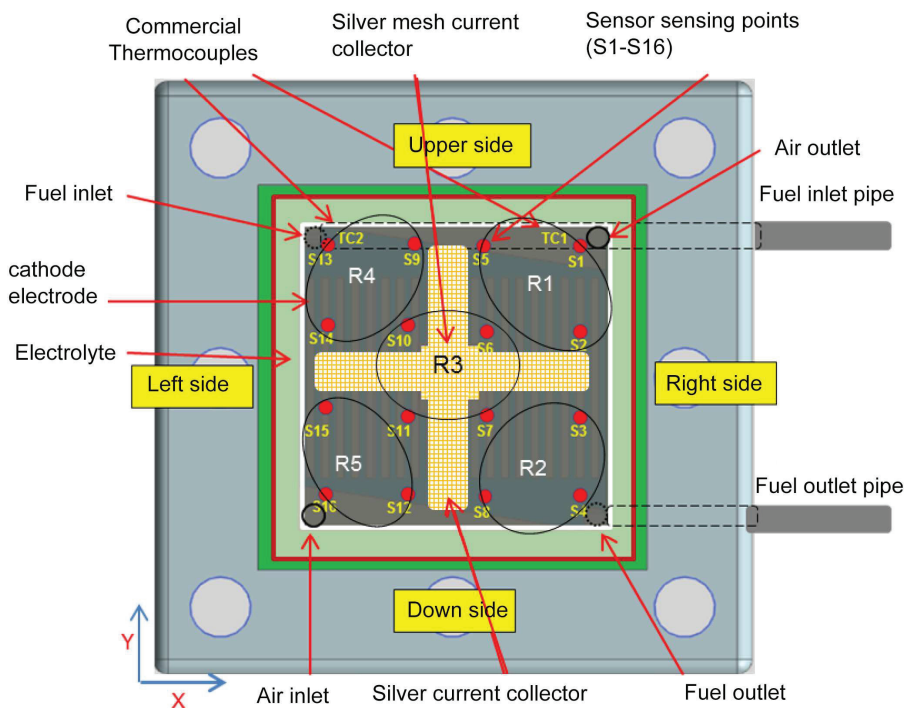 Commercial
Thermocouples
Silver mesh current
collector
Sensor sensing points
(S1-S16)
Upper side
Air outlet
Fuel inlet
Fuel inlet pipe
TC2
TC1
S13
S9
S5
S1
cathode
electrode
R4
R1
S14
S10
S6
S2
Electrolyte
R3
Left side
Right side
S15
S11
S7
S3
R5
R2
Fuel outlet pipe
S16
S12
S8
S4
Down side
Y
X
Air inlet
Silver current collector
Fuel outlet